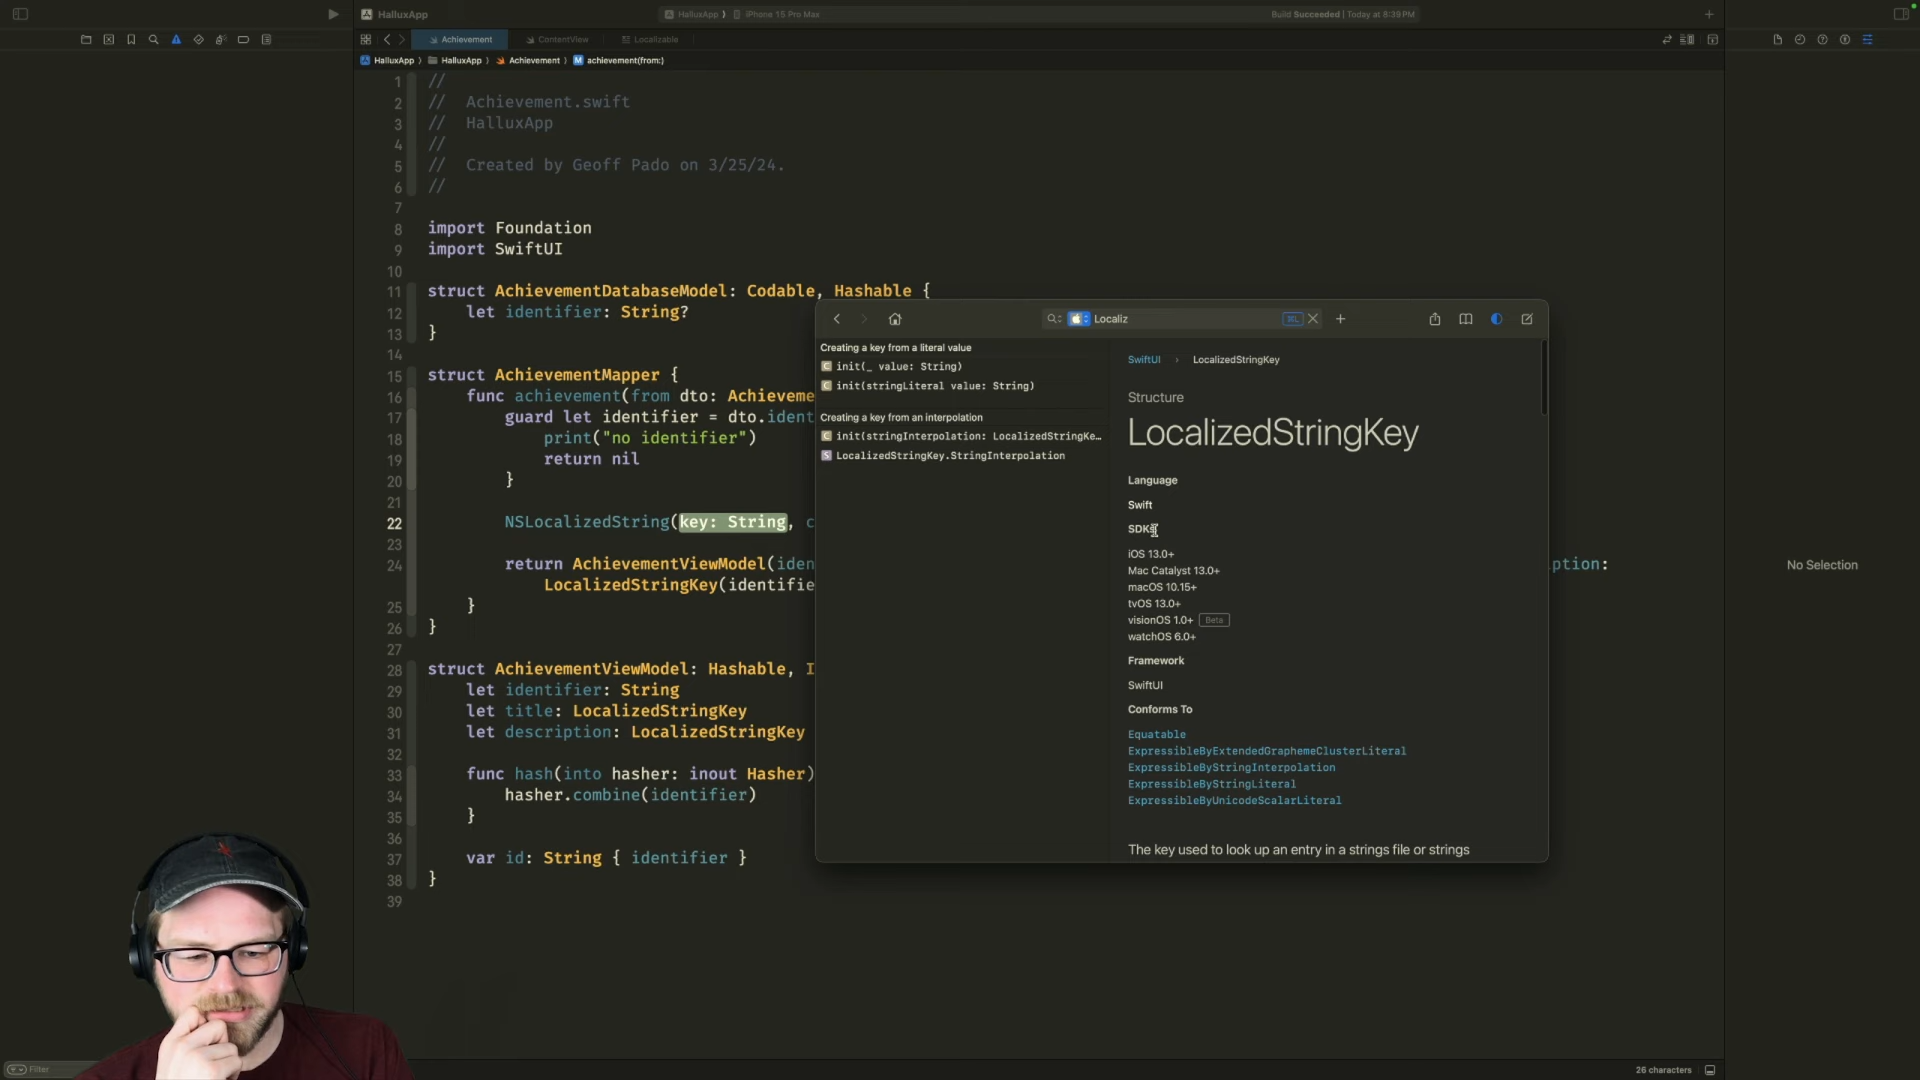 HalluxApp
HalluxApp
iPhone 15 Pro Max
Build Succeeded | Today at 8:39 PM
Achievement
ContentView
Localizable
HalluxApp
HalluxApp
Achievement
M
achievement(from:)
1 //
2 //  Achievement.swift
3 //  HalluxApp
4 //
5 //  Created by Geoff Pado on 3/25/24.
6 //
7
8 import Foundation
9 import SwiftUI
10
11 struct AchievementDatabaseModel: Codable, Hashable {
12 let identifier: String?
13 }
14
15 struct AchievementMapper {
16 func achievement(from dto: Achieveme
17 guard let identifier = dto.ident
18 print("no identifier")
19 return nil
20 }
21
22 NSLocalizedString(key: String, c
23
24 return AchievementViewModel(iden
ption:
LocalizedStringKey(identifie
25 }
26 }
27
28 struct AchievementViewModel: Hashable, I
29 let identifier: String
30 let title: LocalizedStringKey
31 let description: LocalizedStringKey
32
33 func hash(into hasher: inout Hasher)
34 hasher.combine(identifier)
35 }
36
37 var id: String { identifier }
38 }
39
Localiz
⌘L
Creating a key from a literal value
C init(_ value: String)
C init(stringLiteral value: String)
Creating a key from an interpolation
C init(stringInterpolation: LocalizedStringKe…
S LocalizedStringKey.StringInterpolation
SwiftUI › LocalizedStringKey
Structure
LocalizedStringKey
Language
Swift
SDKs
iOS 13.0+
Mac Catalyst 13.0+
macOS 10.15+
tvOS 13.0+
visionOS 1.0+ Beta
watchOS 6.0+
Framework
SwiftUI
Conforms To
Equatable
ExpressibleByExtendedGraphemeClusterLiteral
ExpressibleByStringInterpolation
ExpressibleByStringLiteral
ExpressibleByUnicodeScalarLiteral
The key used to look up an entry in a strings file or strings
No Selection
Filter
26 characters